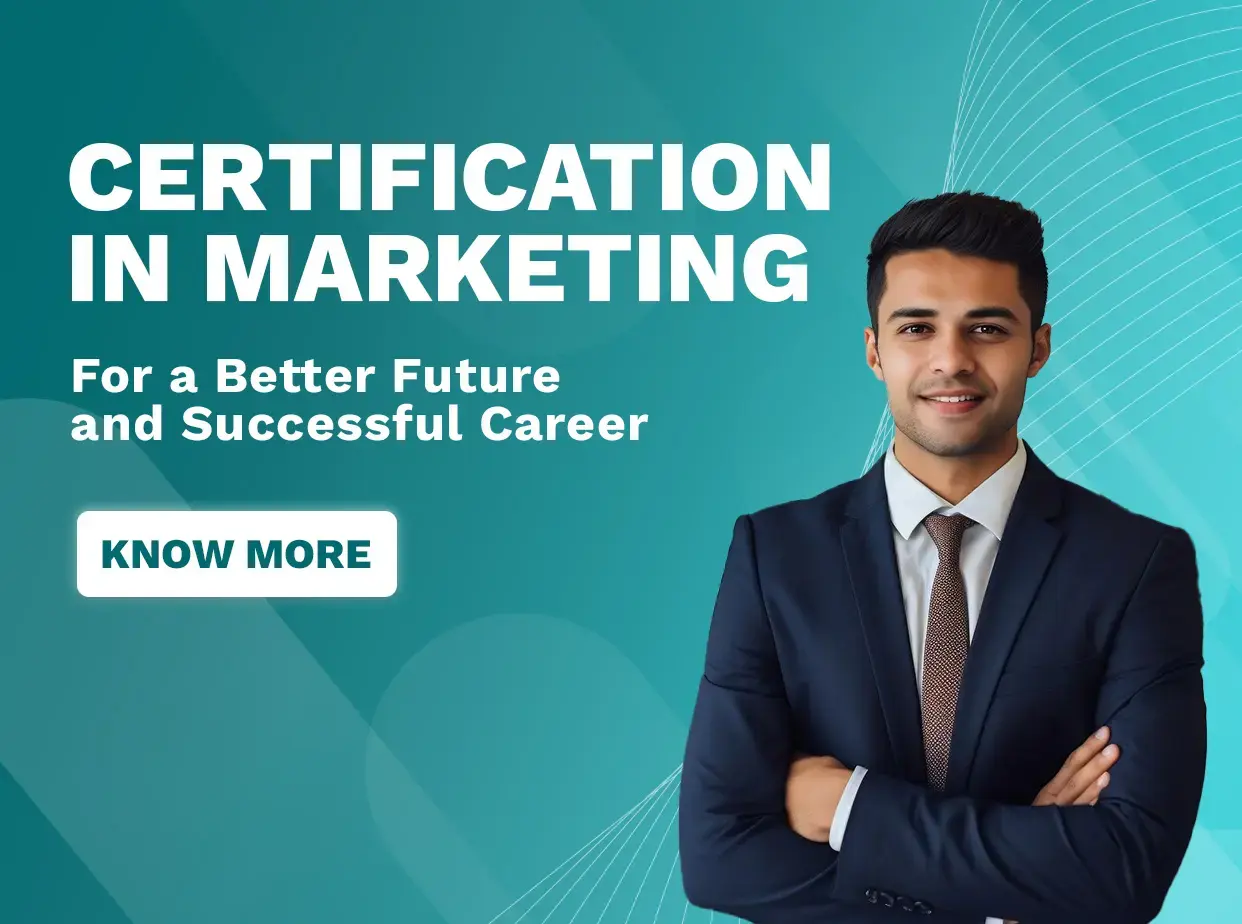 CERTIFICATION
IN MARKETING
For a Better Future
and Successful Career
KNOW MORE